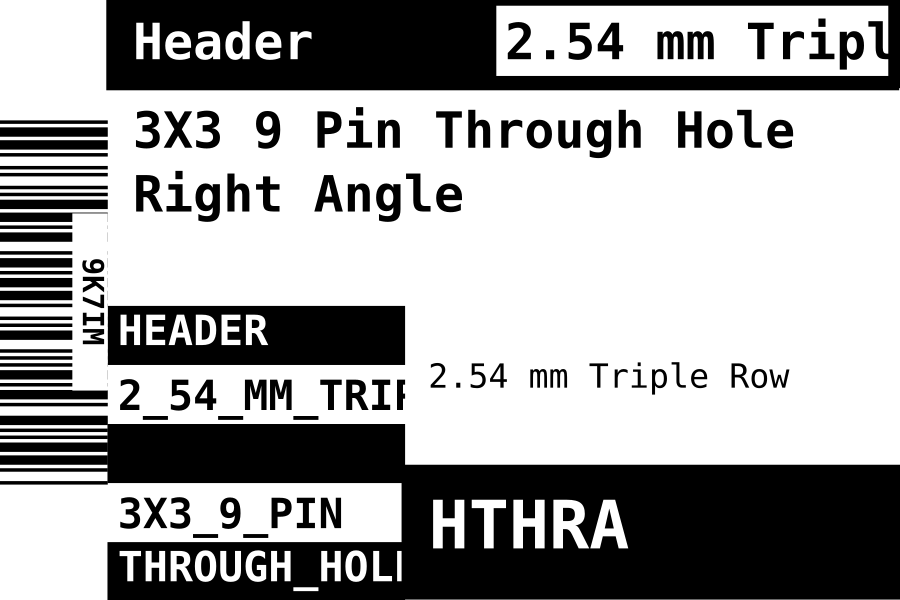 Header
2.54 mm Tripl
3X3 9 Pin Through Hole
Right Angle
9K7IM
HEADER
2_54_MM_TRIP
2.54 mm Triple Row
3X3_9_PIN
HTHRA
THROUGH_HOL